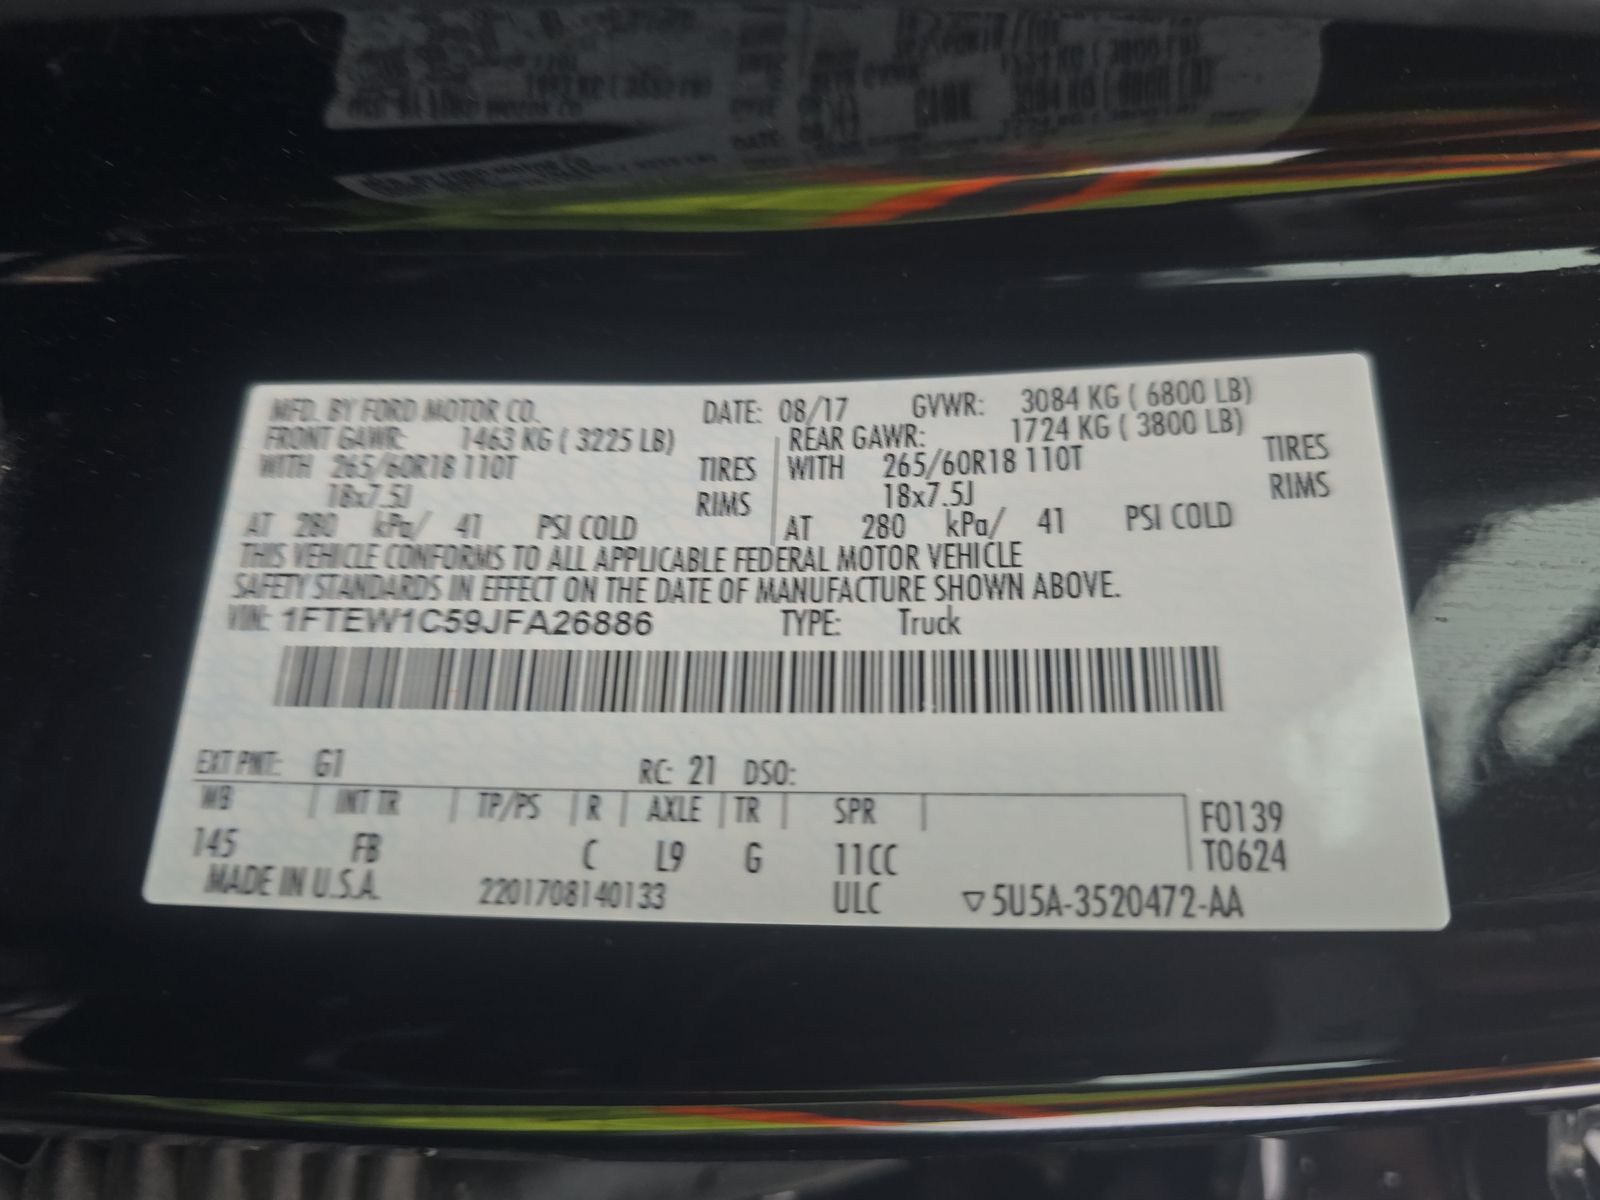 MFD. BY FORD MOTOR CO. DATE: 08/17 GVWR: 3084 KG ( 6800 LB)
FRONT GAWR: 1463 KG ( 3225 LB) REAR GAWR: 1724 KG ( 3800 LB)
WITH 265/60R18 110T TIRES WITH 265/60R18 110T TIRES
18x7.5J RIMS 18x7.5J RIMS
AT 280 kPa/ 41 PSI COLD AT 280 kPa/ 41 PSI COLD
THIS VEHICLE CONFORMS TO ALL APPLICABLE FEDERAL MOTOR VEHICLE
SAFETY STANDARDS IN EFFECT ON THE DATE OF MANUFACTURE SHOWN ABOVE.
VIN: 1FTEW1C59JFA26886 TYPE: Truck
EXT PNT: G1 RC: 21 DSO:
WB INT TR TP/PS R AXLE TR SPR F0139
145 FB C L9 G 11CC T0624
MADE IN U.S.A. 2201708140133 ULC ▽5U5A-3520472-AA